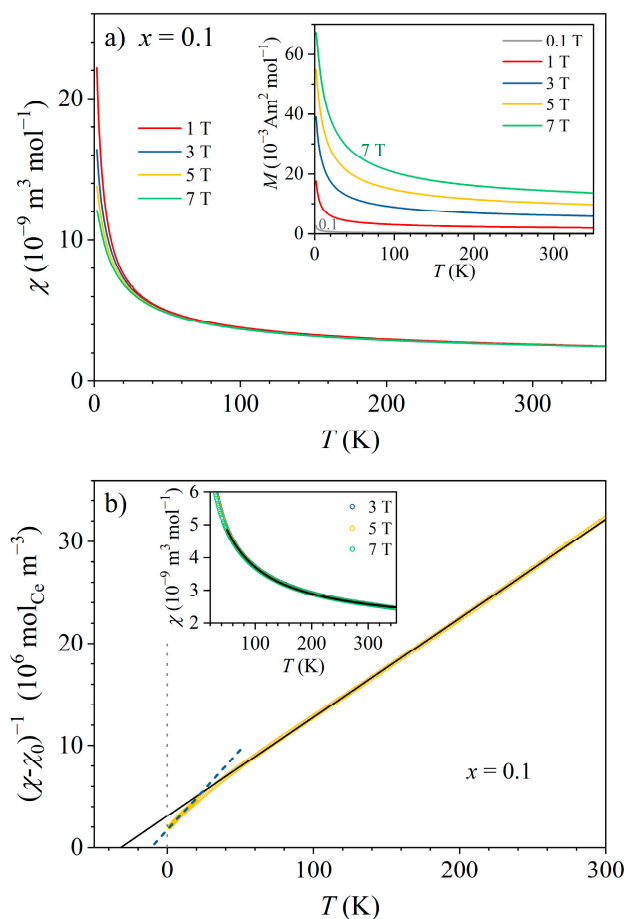 a) x = 0.1
χ (10⁻⁹ m³ mol⁻¹)
20
10
0
0
100
200
300
T (K)
1 T
3 T
5 T
7 T
M (10⁻³Am² mol⁻¹)
60
40
20
0
0
100
200
300
T (K)
0.1 T
1 T
3 T
5 T
7 T
7 T
0.1
b)
(χ-χ₀)⁻¹ (10⁶ mol_Ce m⁻³)
30
20
10
0
0
100
200
300
T (K)
x = 0.1
χ (10⁻⁹ m³ mol⁻¹)
6
5
4
3
2
100
200
300
T (K)
3 T
5 T
7 T